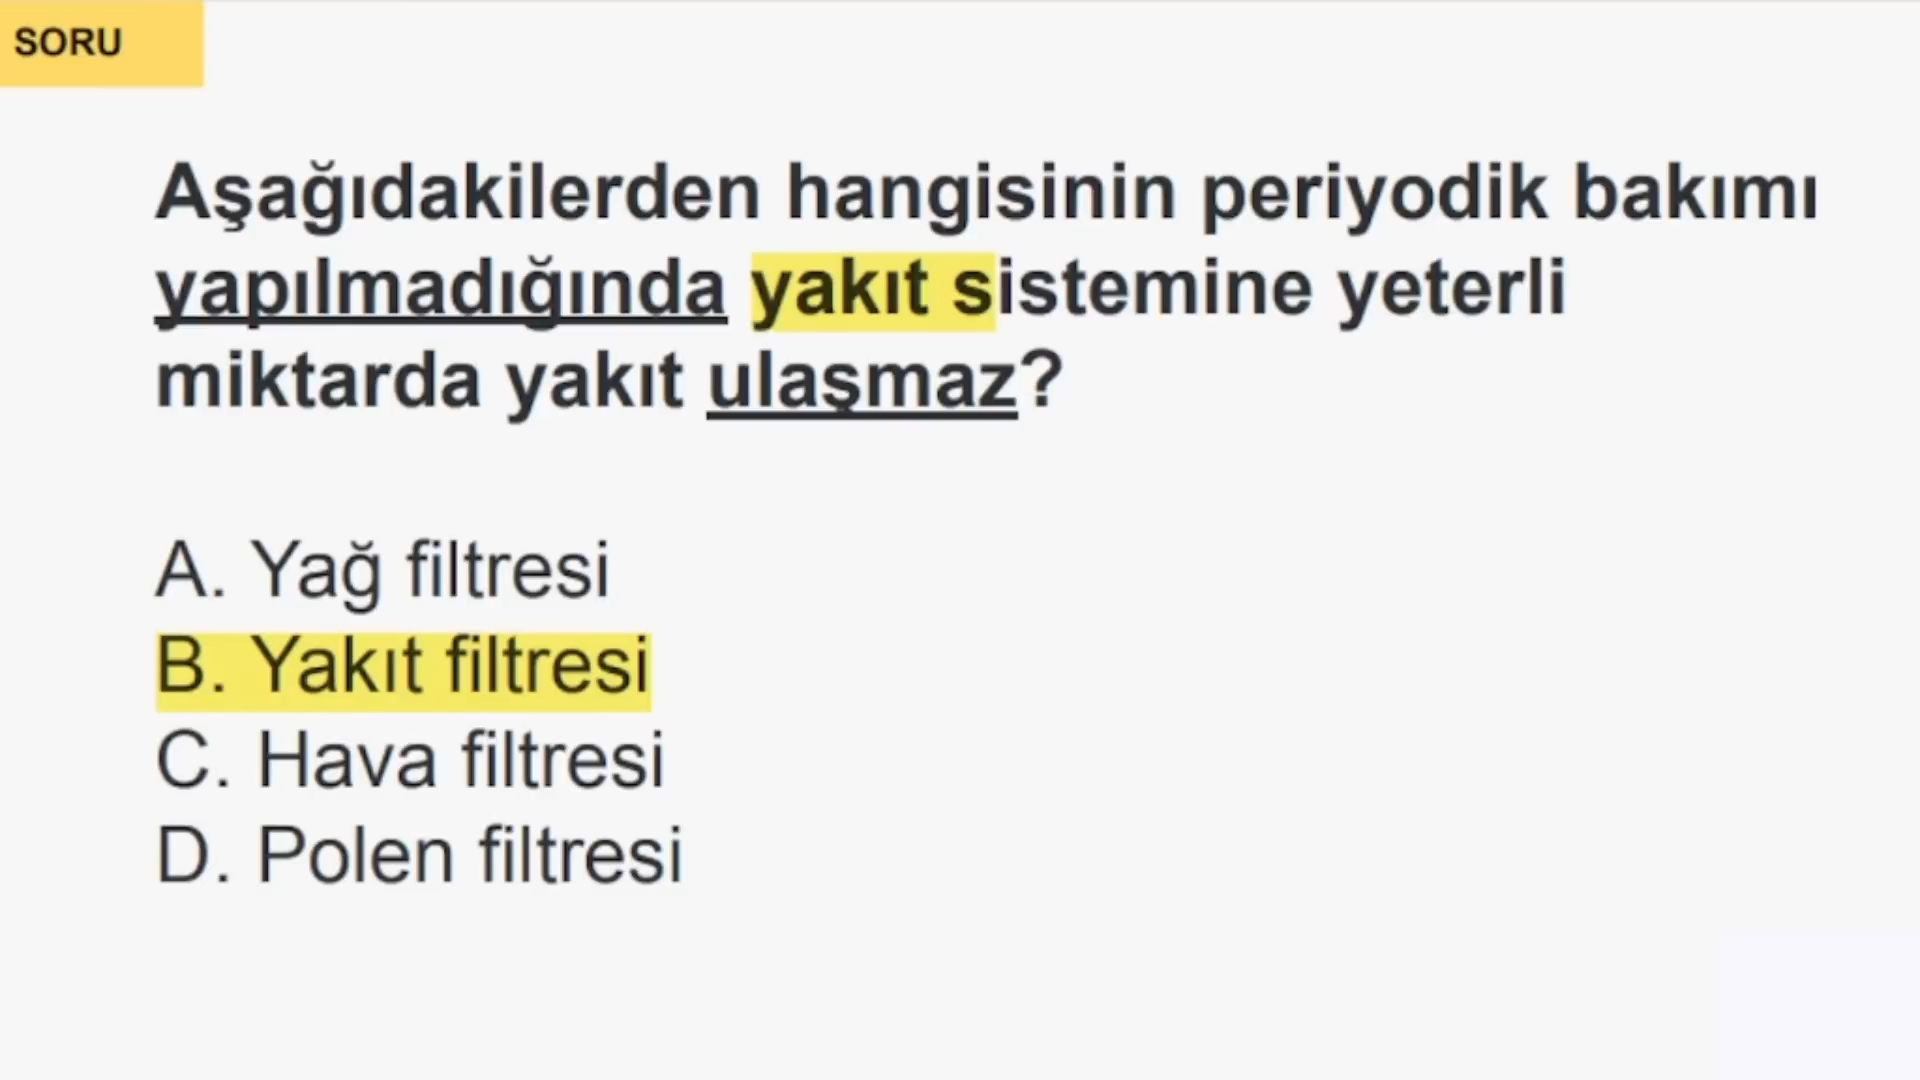 SORU
Aşağıdakilerden hangisinin periyodik bakımı
yapılmadığında yakıt sistemine yeterli
miktarda yakıt ulaşmaz?
A. Yağ filtresi
B. Yakıt filtresi
C. Hava filtresi
D. Polen filtresi